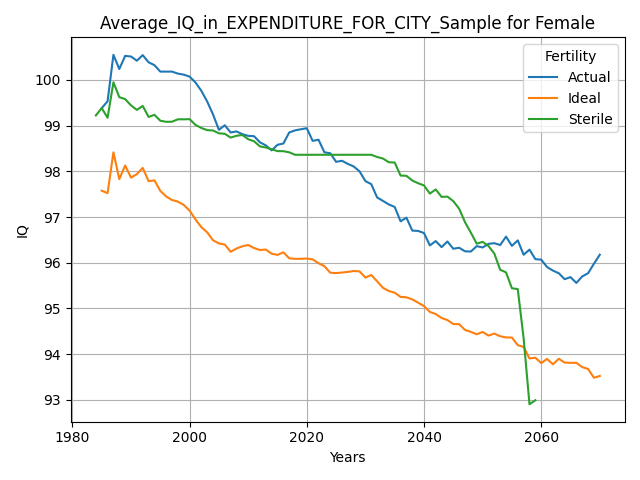 Average_IQ_in_EXPENDITURE_FOR_CITY_Sample for Female
Fertility
Actual
Ideal
Sterile
IQ
100
99
98
97
96
95
94
93
1980
2000
2020
2040
2060
Years